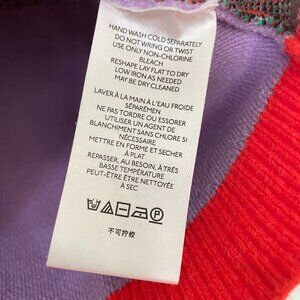 HAND WASH COLD SEPARATELY
DO NOT WRING OR TWIST
USE ONLY NON-CHLORINE
BLEACH
RESHAPE LAY FLAT TO DRY
LOW IRON AS NEEDED
MAY BE DRY CLEANED
LAVER À LA MAIN À L'EAU FROIDE
SÉPARÉMEN
NE PAS TORDRE OU ESSORER
UTILISER UN AGENT DE
BLANCHIMENT SANS CHLORE SI
NÉCESSAIRE
METTRE EN FORME ET SECHER
À PLAT
REPASSER, AU BESOIN, À TRÈS
BASSE TEMPÉRATURE
PEUT-ÊTRE ÊTRE NETTOYÉE
À SEC
不可拧绞